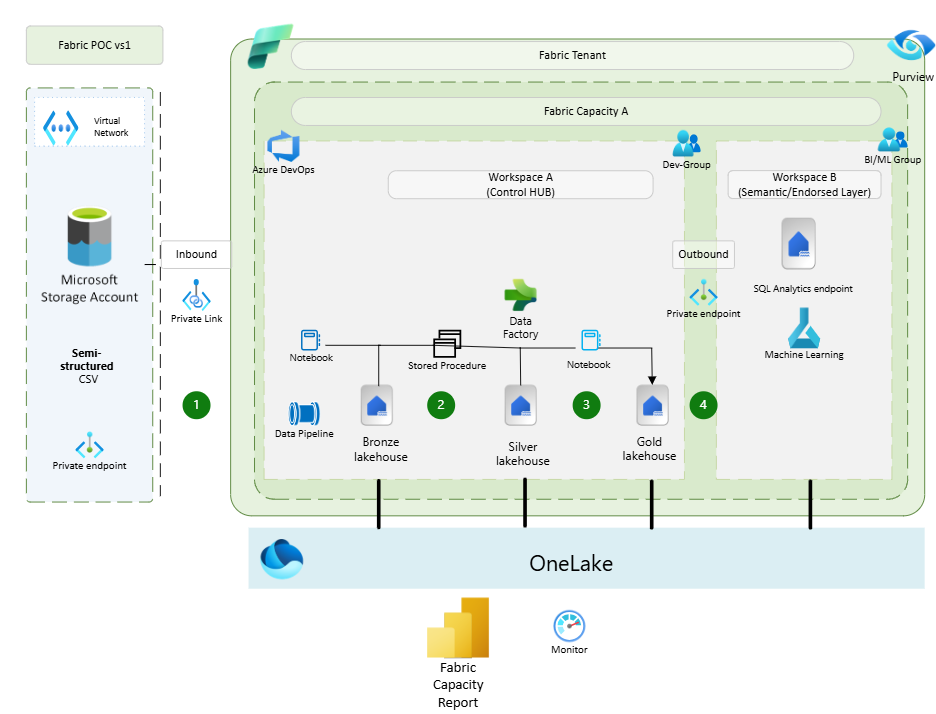 Fabric POC vs1
Fabric Tenant
Purview
Fabric Capacity A
Virtual
Network
Azure DevOps
Dev-Group
BI/ML Group
Workspace A
(Control HUB)
Workspace B
(Semantic/Endorsed Layer)
Microsoft
Storage Account
Inbound
Private Link
Outbound
Private endpoint
SQL Analytics endpoint
Data
Factory
Machine Learning
Semi-
structured
CSV
Notebook
Stored Procedure
Notebook
1
2
3
4
Data Pipeline
Bronze
lakehouse
Silver
lakehouse
Gold
lakehouse
Private endpoint
OneLake
Fabric
Capacity
Report
Monitor